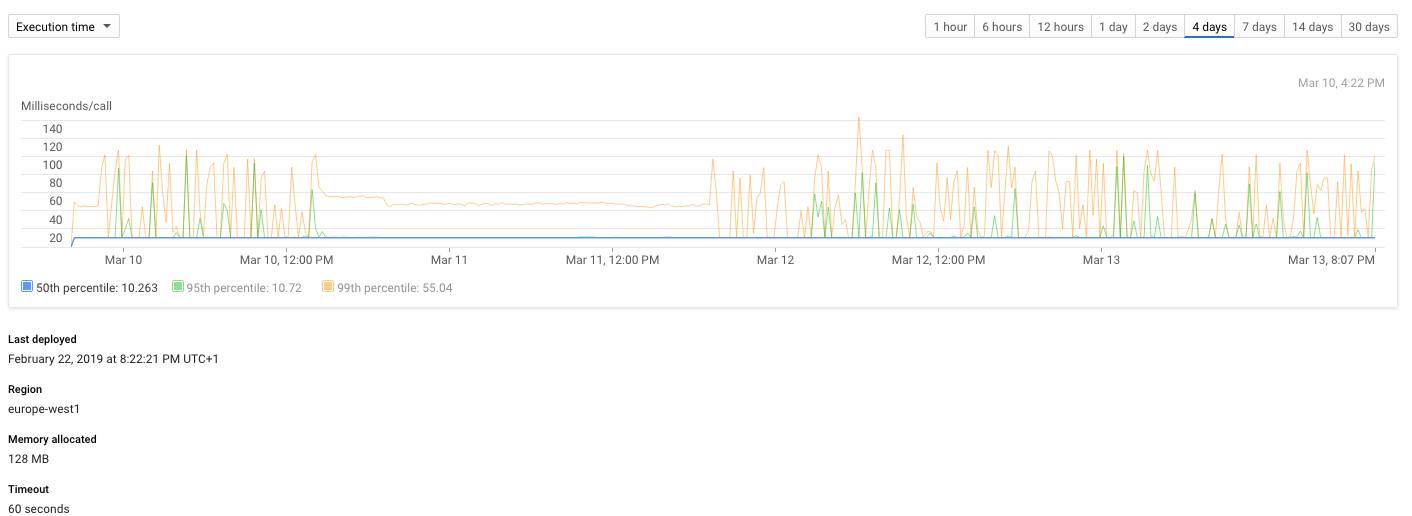 Execution time
1 hour 6 hours 12 hours 1 day 2 days 4 days 7 days 14 days 30 days
Mar 10, 4:22 PM
Milliseconds/call
140
120
100
80
60
40
20
Mar 10 Mar 10, 12:00 PM Mar 11 Mar 11, 12:00 PM Mar 12 Mar 12, 12:00 PM Mar 13 Mar 13, 8:07 PM
50th percentile: 10.263 95th percentile: 10.72 99th percentile: 55.04
Last deployed
February 22, 2019 at 8:22:21 PM UTC+1
Region
europe-west1
Memory allocated
128 MB
Timeout
60 seconds